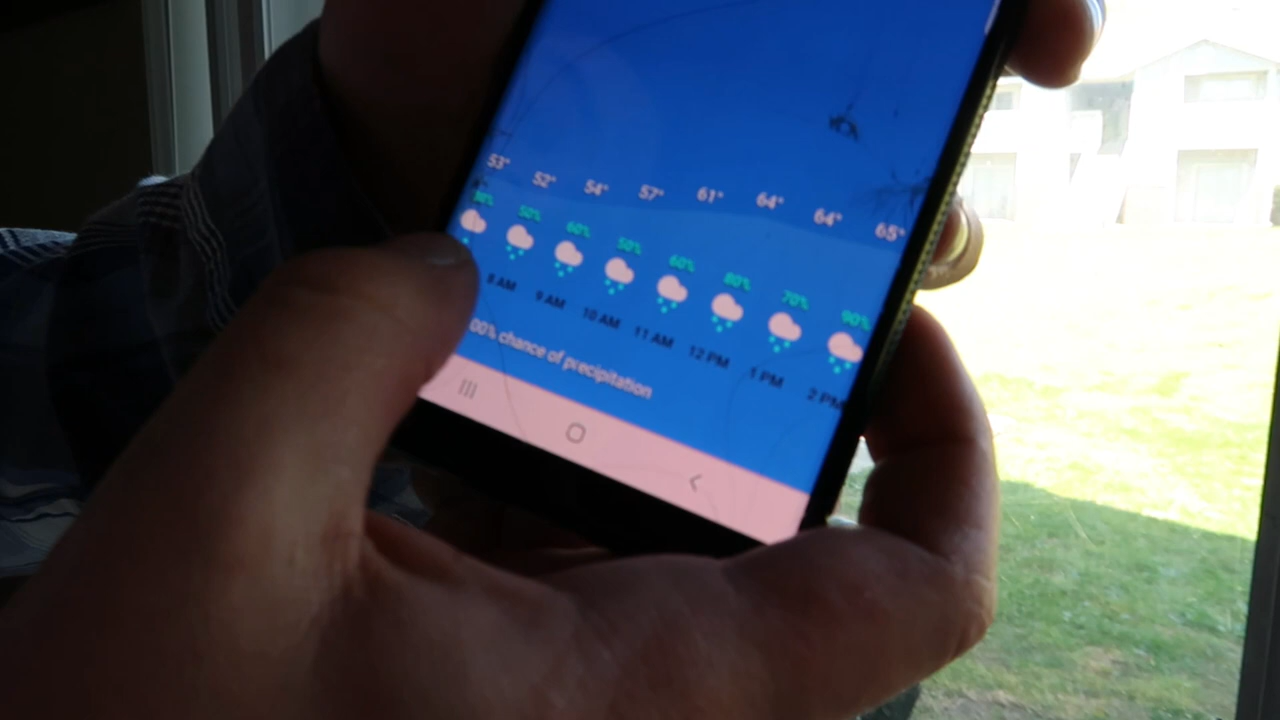 53° 52° 54° 57° 61° 64° 64° 65°
50% 60% 50% 60% 80% 70% 90%
8 AM 9 AM 10 AM 11 AM 12 PM 1 PM 2 PM
00% chance of precipitation